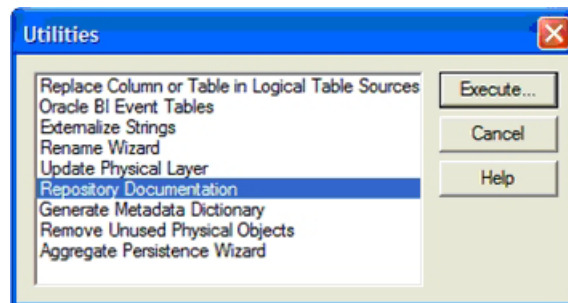 Utilities
Replace Column or Table in Logical Table Sources
Oracle BI Event Tables
Externalize Strings
Rename Wizard
Update Physical Layer
Repository Documentation
Generate Metadata Dictionary
Remove Unused Physical Objects
Aggregate Persistence Wizard
Execute...
Cancel
Help